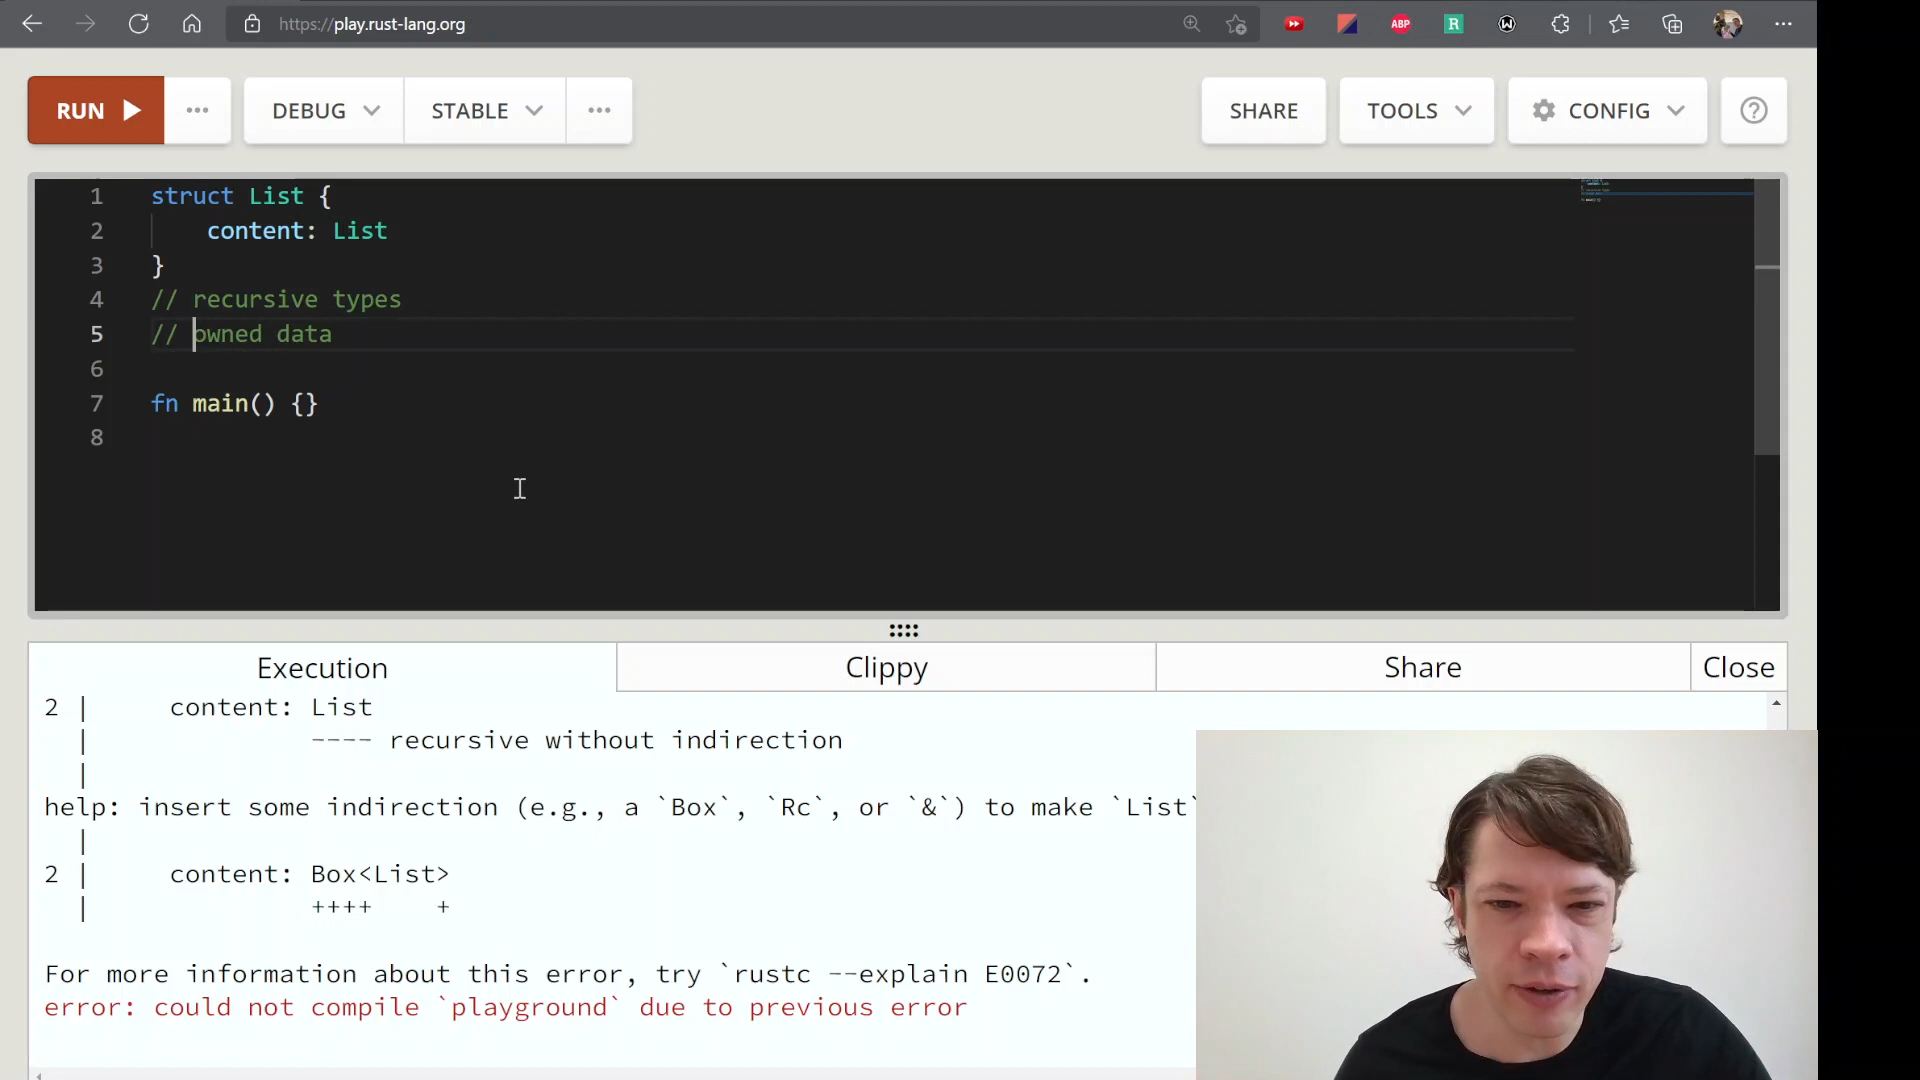 https://play.rust-lang.org
ABP
R
W
RUN
DEBUG
STABLE
SHARE
TOOLS
CONFIG
1 struct List {
2 content: List
3 }
4 // recursive types
5 // owned data
6
7 fn main() {}
8
Execution
Clippy
Share
Close
2 | content: List
| ---- recursive without indirection
|
help: insert some indirection (e.g., a `Box`, `Rc`, or `&`) to make `List`
|
2 | content: Box<List>
| ++++ +
For more information about this error, try `rustc --explain E0072`.
error: could not compile `playground` due to previous error